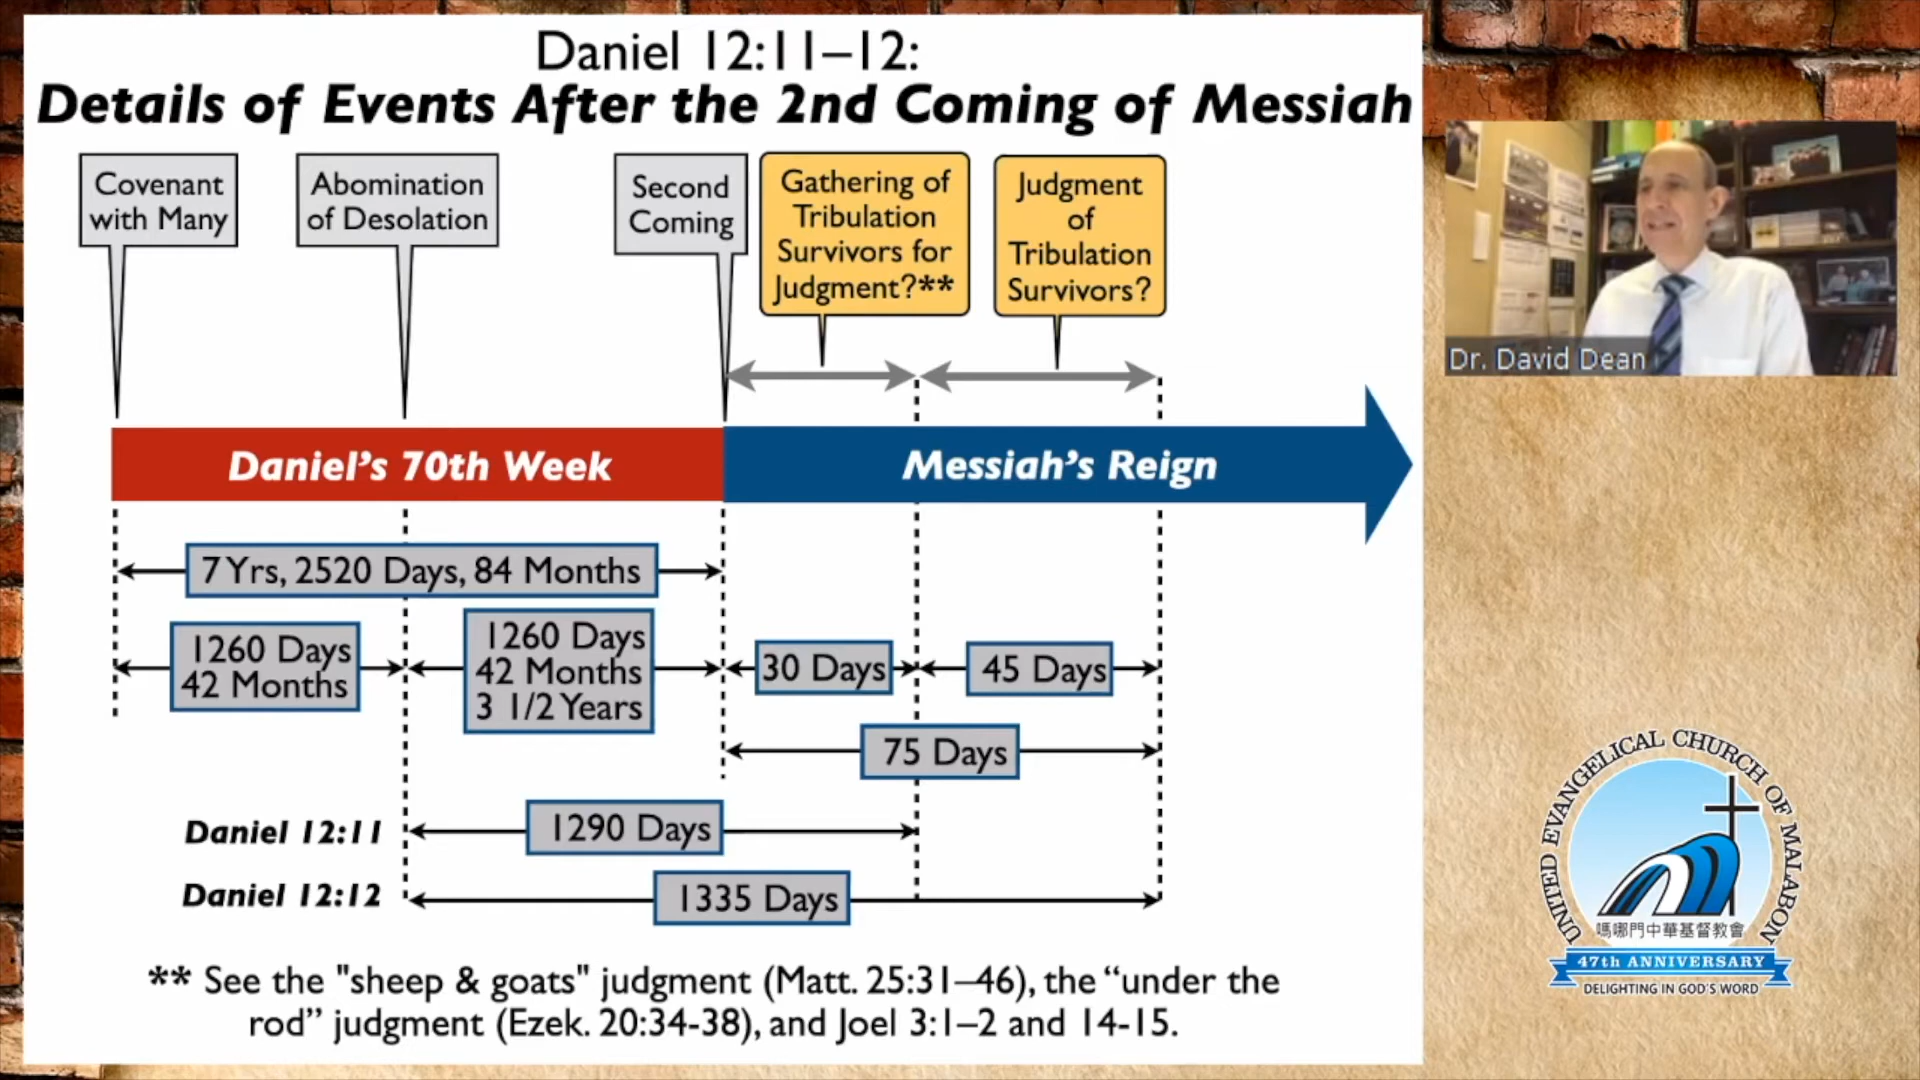 Daniel 12:11–12:
Details of Events After the 2nd Coming of Messiah
Covenant
with Many
Abomination
of Desolation
Second
Coming
Gathering of
Tribulation
Survivors for
Judgment?**
Judgment
of
Tribulation
Survivors?
Daniel's 70th Week
Messiah's Reign
7 Yrs, 2520 Days, 84 Months
1260 Days
42 Months
1260 Days
42 Months
3 1/2 Years
30 Days
45 Days
75 Days
Daniel 12:11
1290 Days
Daniel 12:12
1335 Days
** See the "sheep & goats" judgment (Matt. 25:31–46), the “under the
rod” judgment (Ezek. 20:34-38), and Joel 3:1–2 and 14-15.
Dr. David Dean
UNITED EVANGELICAL CHURCH OF MALABON
嗎哪門中華基督教會
47th ANNIVERSARY
DELIGHTING IN GOD'S WORD